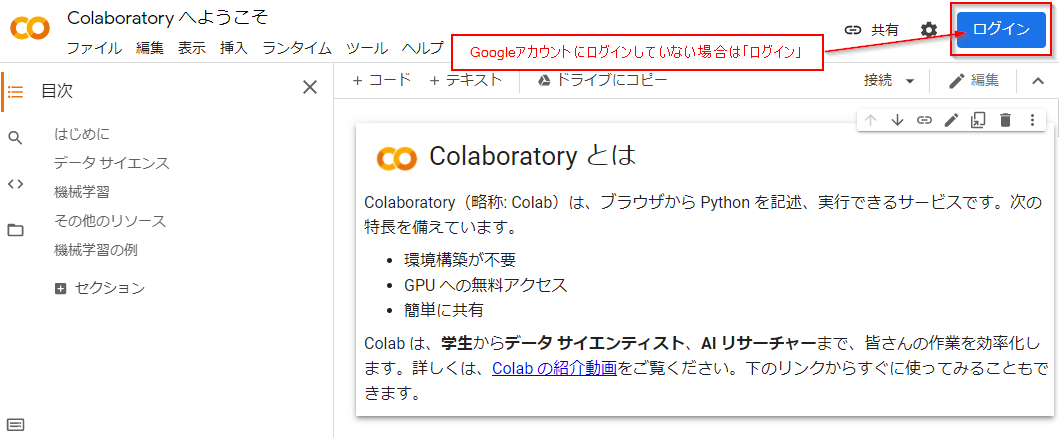 Colaboratory へようこそ
ファイル 編集 表示 挿入 ランタイム ツール ヘルプ
Googleアカウントにログインしていない場合は「ログイン」
共有
ログイン
目次
はじめに
データ サイエンス
機械学習
その他のリソース
機械学習の例
セクション
+ コード + テキスト ドライブにコピー
接続
編集
Colaboratory とは
Colaboratory（略称: Colab）は、ブラウザから Python を記述、実行できるサービスです。次の
特長を備えています。
• 環境構築が不要
• GPU への無料アクセス
• 簡単に共有
Colab は、学生からデータ サイエンティスト、AI リサーチャーまで、皆さんの作業を効率化し
ます。詳しくは、Colab の紹介動画をご覧ください。下のリンクからすぐに使ってみることもで
きます。